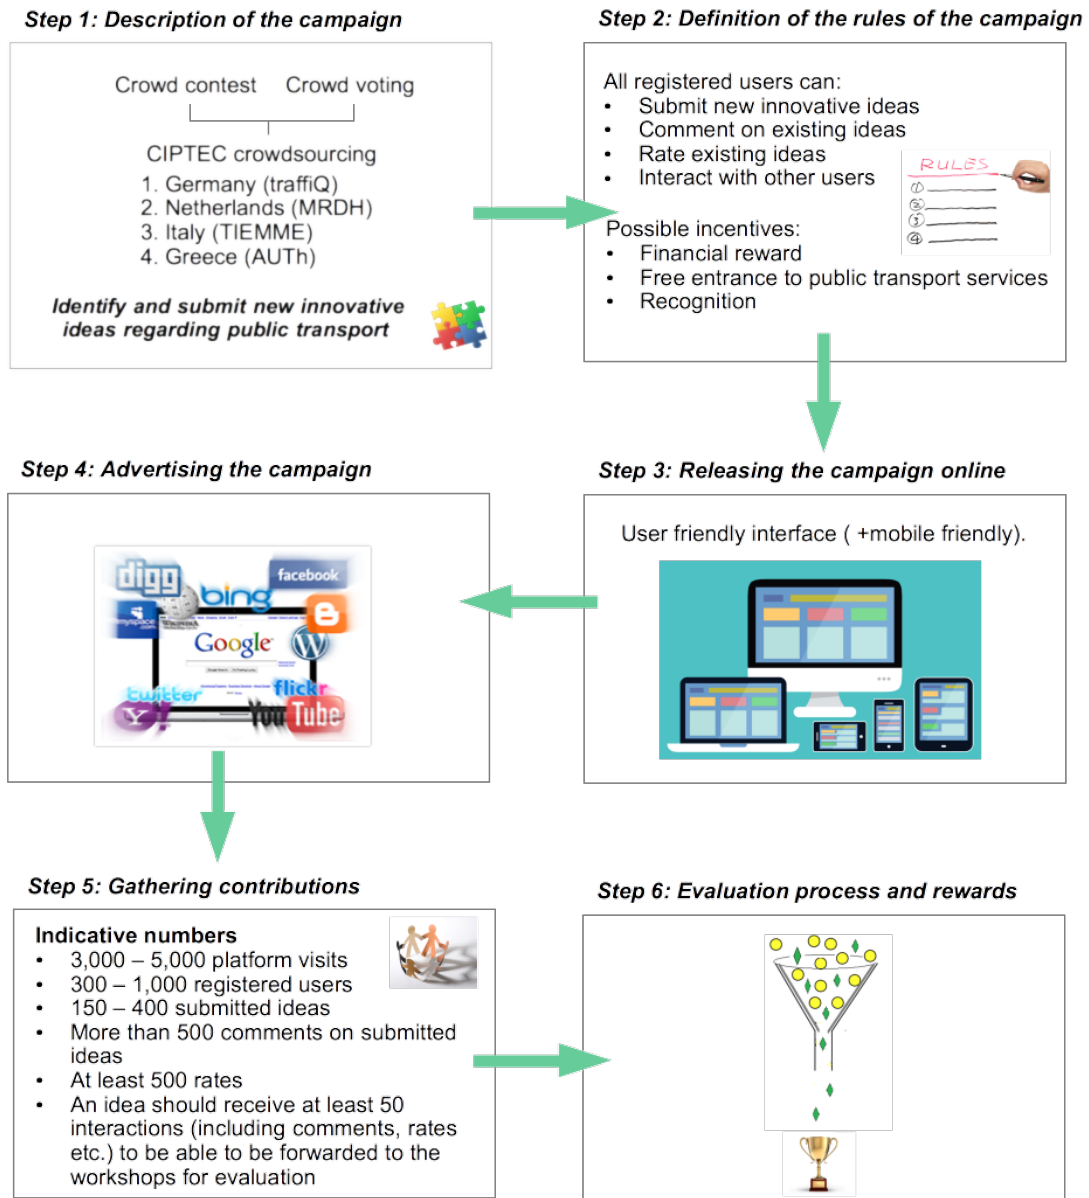 Step 1: Description of the campaign
Crowd contest Crowd voting
CIPTEC crowdsourcing
1. Germany (traffiQ)
2. Netherlands (MRDH)
3. Italy (TIEMME)
4. Greece (AUTh)
Identify and submit new innovative
ideas regarding public transport
Step 2: Definition of the rules of the campaign
All registered users can:
• Submit new innovative ideas
• Comment on existing ideas
• Rate existing ideas
• Interact with other users
RULES
1
2
3
4
Possible incentives:
• Financial reward
• Free entrance to public transport services
• Recognition
Step 3: Releasing the campaign online
User friendly interface ( +mobile friendly).
Step 4: Advertising the campaign
digg
facebook
bing
myspace.com
Google
twitter
flickr
Y!
YouTube
Step 5: Gathering contributions
Indicative numbers
• 3,000 – 5,000 platform visits
• 300 – 1,000 registered users
• 150 – 400 submitted ideas
• More than 500 comments on submitted
ideas
• At least 500 rates
• An idea should receive at least 50
interactions (including comments, rates
etc.) to be able to be forwarded to the
workshops for evaluation
Step 6: Evaluation process and rewards